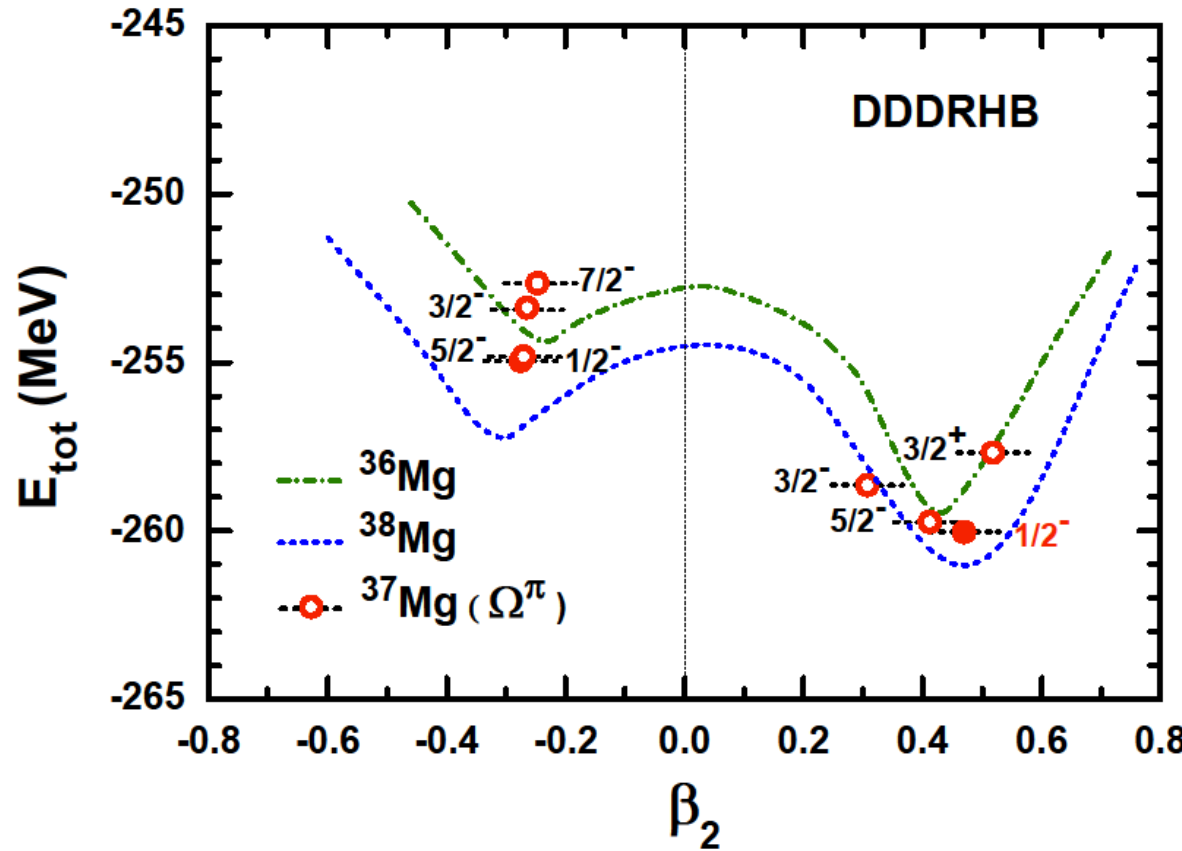 -245
-250
-255
-260
-265
E_tot (MeV)
DDDRHB
7/2⁻
3/2⁻
5/2⁻ 1/2⁻
3/2⁺
3/2⁻
5/2⁻
1/2⁻
³⁶Mg
³⁸Mg
³⁷Mg ( Ω^π )
-0.8 -0.6 -0.4 -0.2 0.0 0.2 0.4 0.6 0.8
β₂